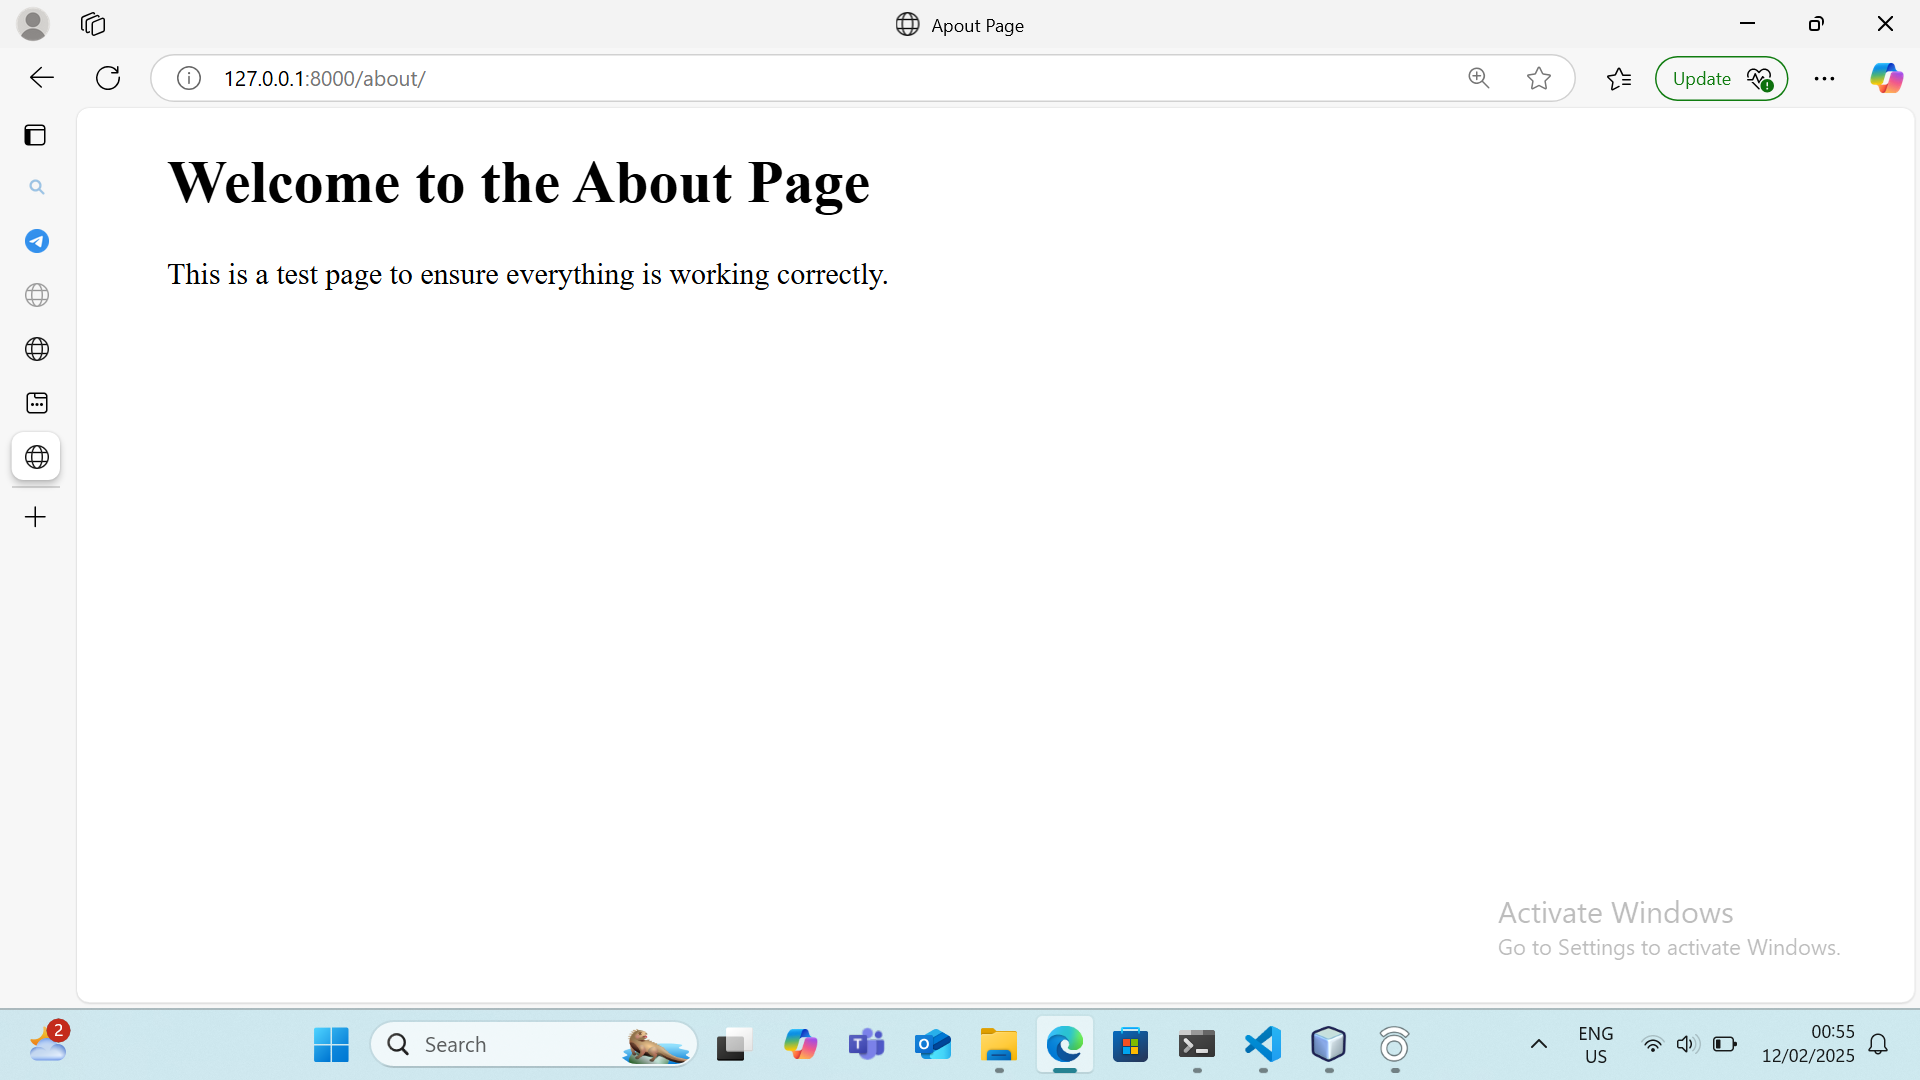 Apout Page
127.0.0.1:8000/about/
Update
Welcome to the About Page
This is a test page to ensure everything is working correctly.
Activate Windows
Go to Settings to activate Windows.
2
Search
ENG
US
00:55
12/02/2025